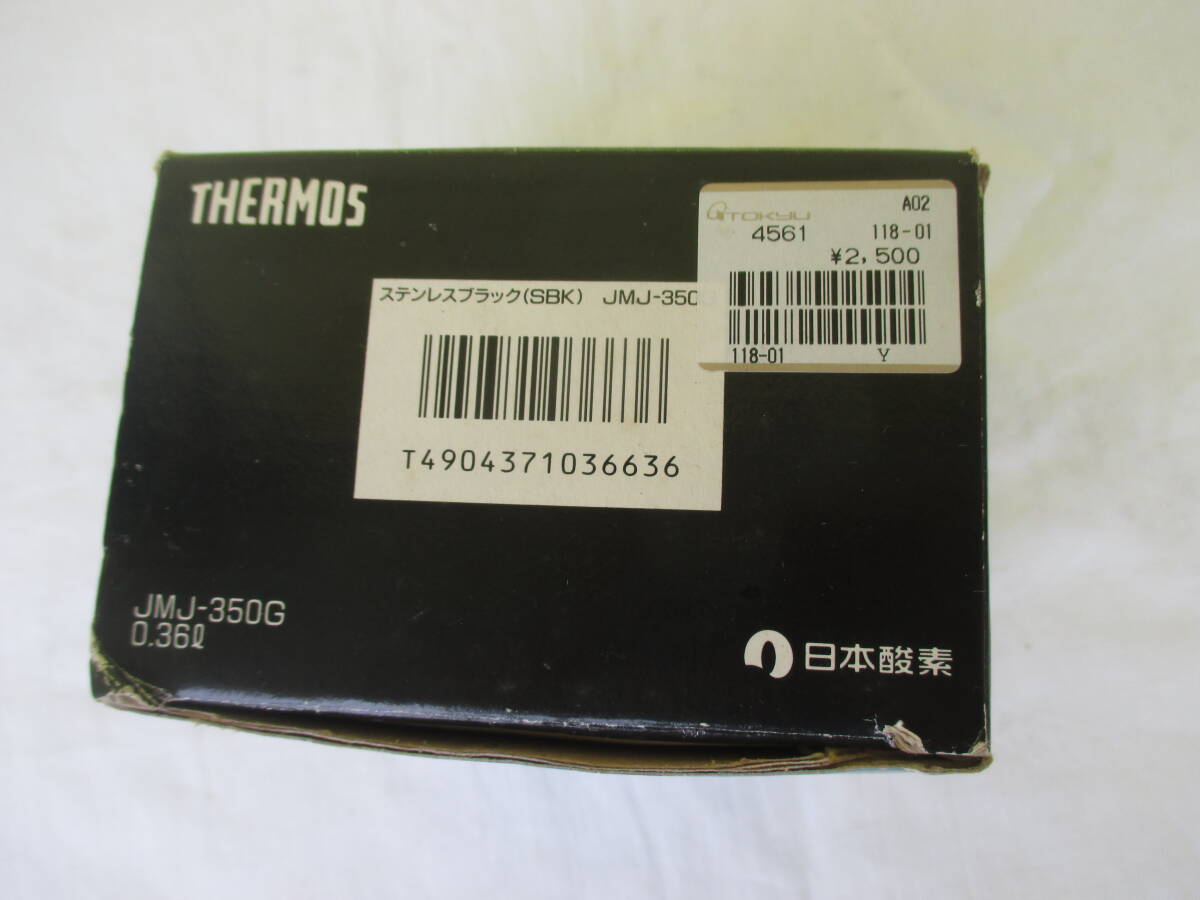 THERMOS
TOKYU
A02
4561 118-01
¥2,500
118-01 Y
ステンレスブラック(SBK) JMJ-350
T4904371036636
JMJ-350G
0.36ℓ
日本酸素